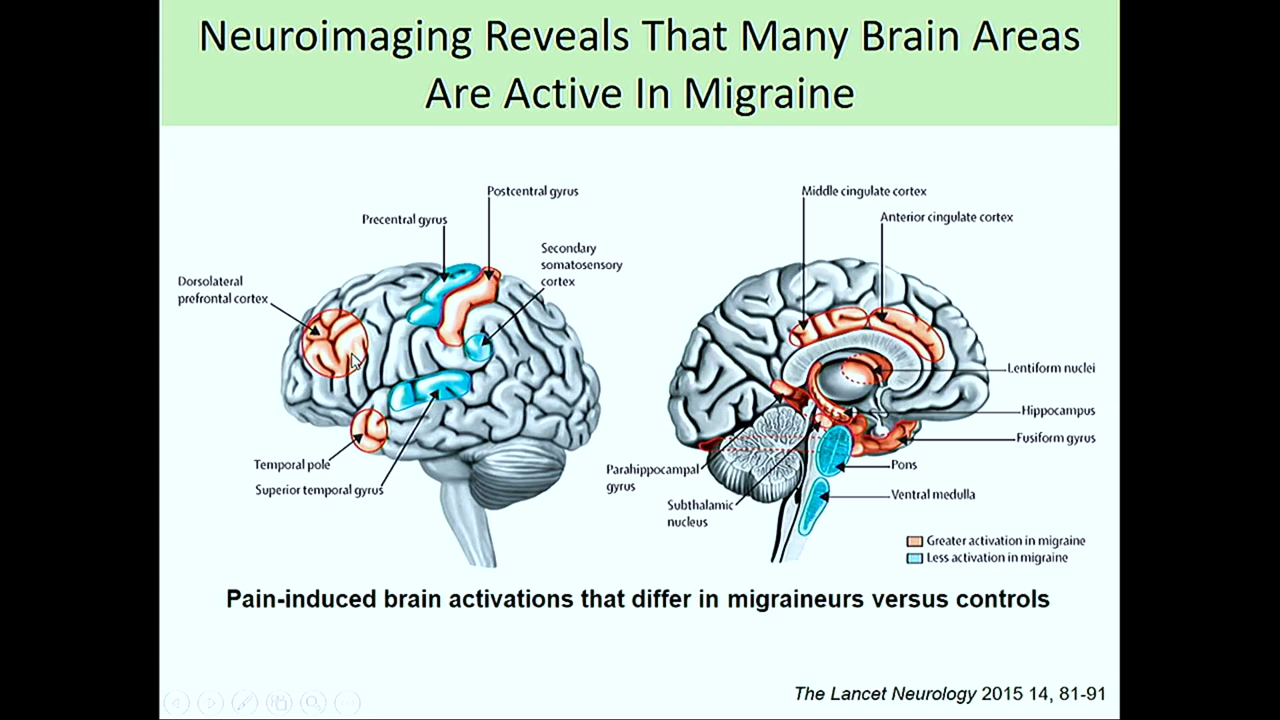 Neuroimaging Reveals That Many Brain Areas
Are Active In Migraine
Postcentral gyrus
Precentral gyrus
Secondary
somatosensory
cortex
Dorsolateral
prefrontal cortex
Temporal pole
Superior temporal gyrus
Middle cingulate cortex
Anterior cingulate cortex
Lentiform nuclei
Hippocampus
Fusiform gyrus
Parahippocampal
gyrus
Pons
Subthalamic
nucleus
Ventral medulla
Greater activation in migraine
Less activation in migraine
Pain-induced brain activations that differ in migraineurs versus controls
The Lancet Neurology 2015 14, 81-91